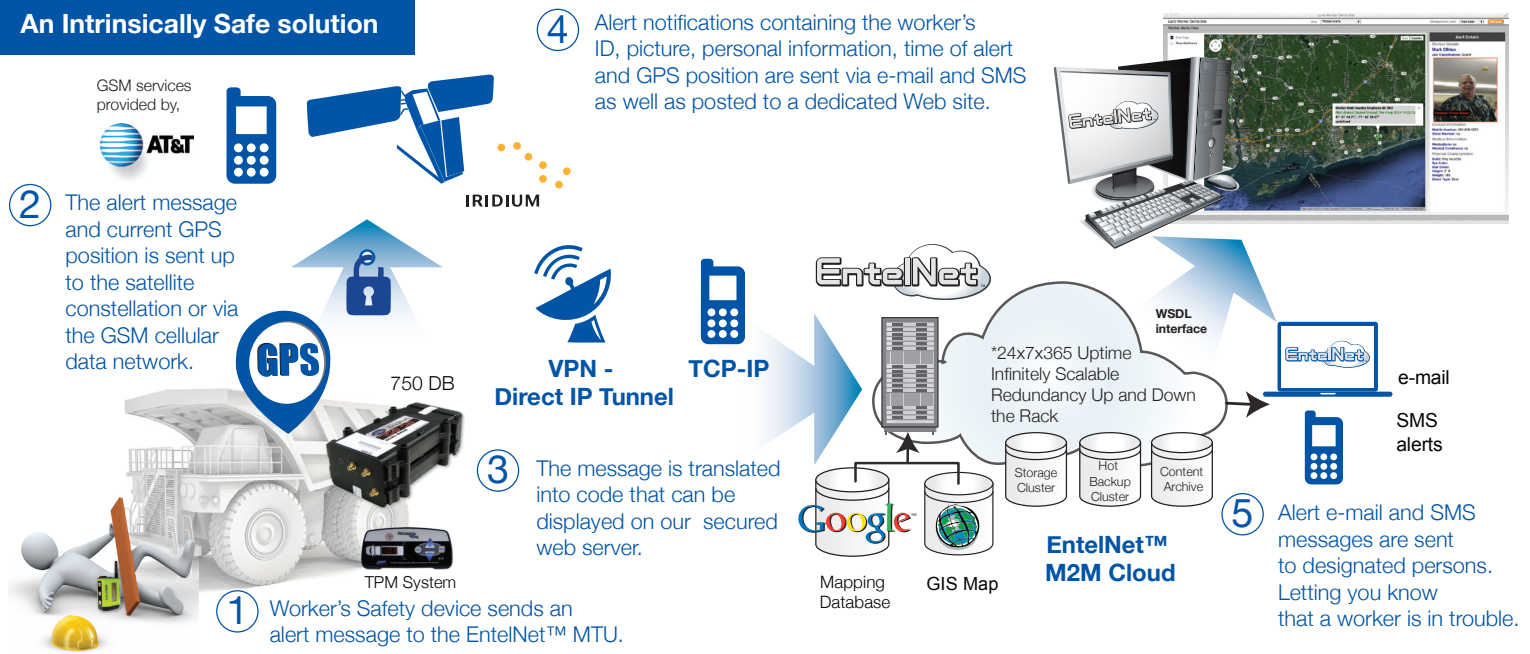 An Intrinsically Safe solution
GSM services
provided by,
AT&T
IRIDIUM
4
Alert notifications containing the worker's
ID, picture, personal information, time of alert
and GPS position are sent via e-mail and SMS
as well as posted to a dedicated Web site.
Alert Details
Mark OBrien
EntelNet
2
The alert message
and current GPS
position is sent up
to the satellite
constellation or via
the GSM cellular
data network.
GPS
750 DB
VPN -
Direct IP Tunnel
TCP-IP
EntelNet™
WSDL
interface
*24x7x365 Uptime
Infinitely Scalable
Redundancy Up and Down
the Rack
EntelNet
e-mail
SMS
alerts
3
The message is translated
into code that can be
displayed on our secured
web server.
Storage
Cluster
Hot
Backup
Cluster
Content
Archive
Google™
Mapping
Database
GIS Map
EntelNet™
M2M Cloud
5
Alert e-mail and SMS
messages are sent
to designated persons.
Letting you know
that a worker is in trouble.
TPM System
1
Worker's Safety device sends an
alert message to the EntelNet™ MTU.